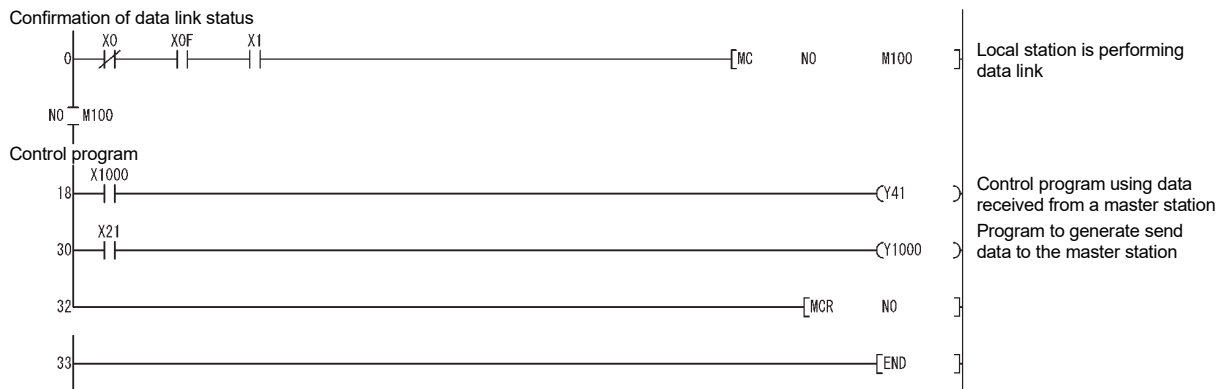 Confirmation of data link status
X0 X0F X1
0 MC N0 M100
Local station is performing
data link
N0 M100
Control program
X1000
18 Y41
Control program using data
received from a master station
X21
30 Y1000
Program to generate send
data to the master station
32 MCR N0
33 END